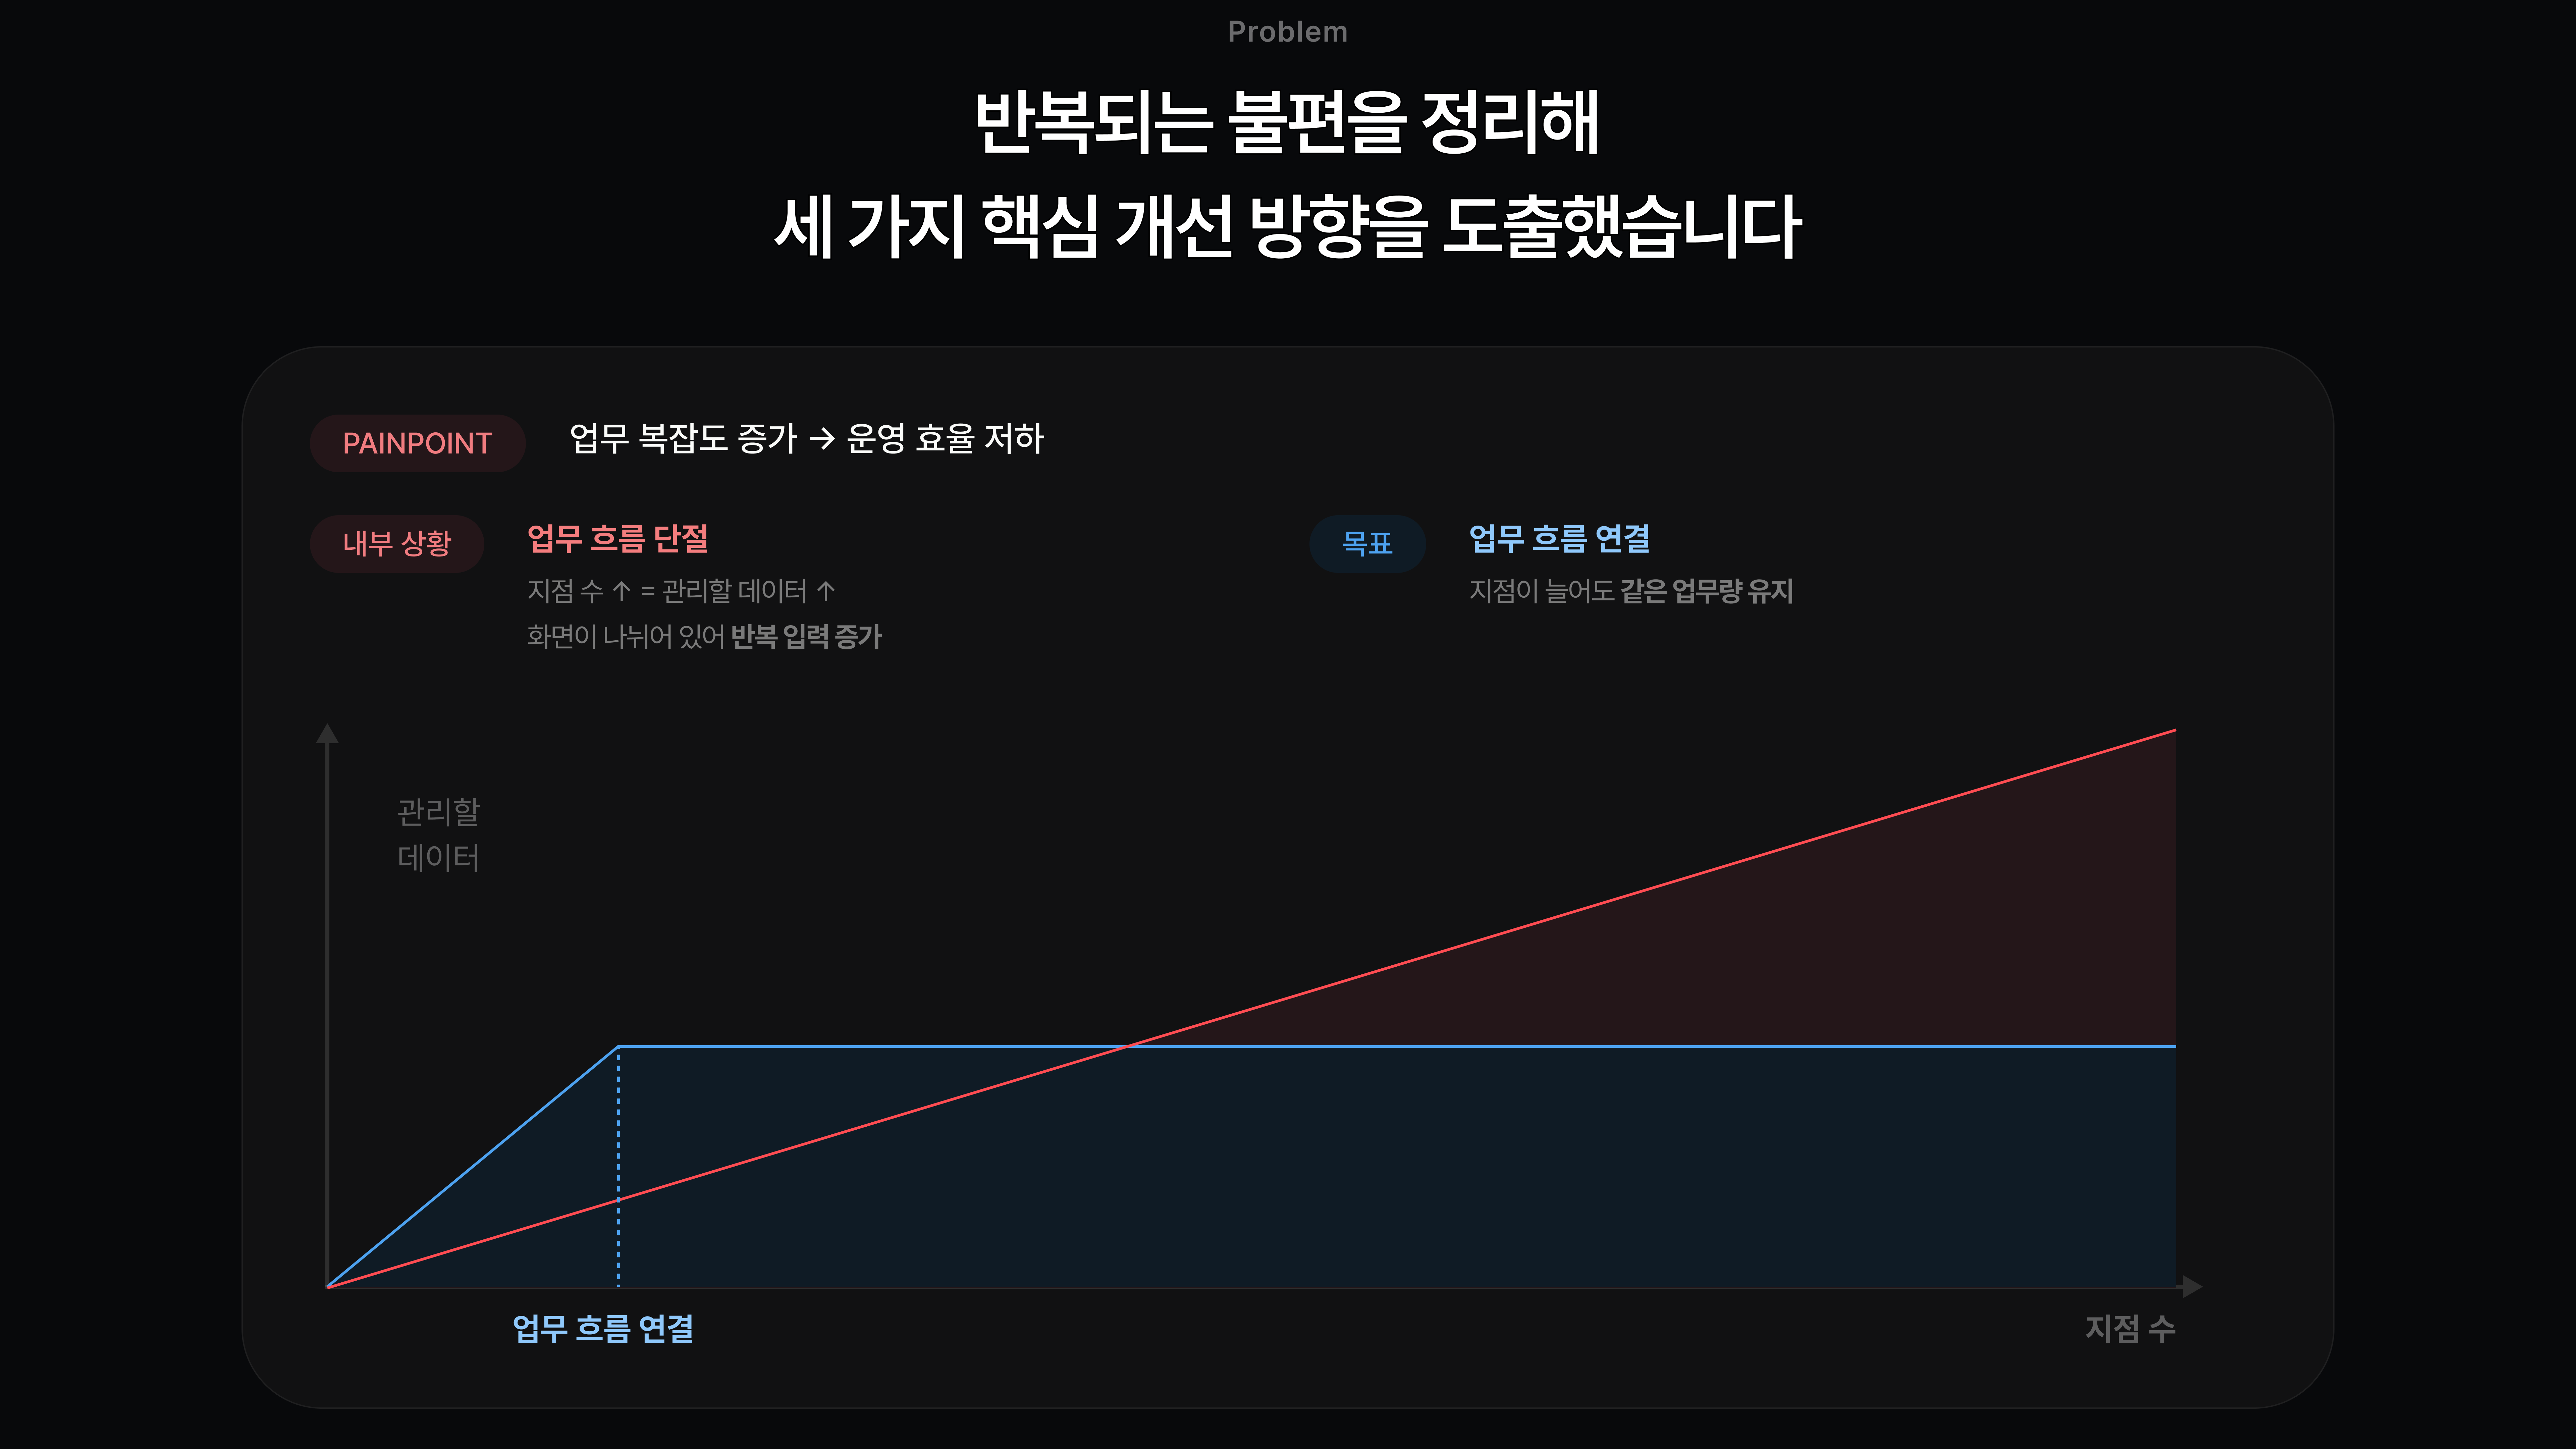 Problem
반복되는 불편을 정리해
세 가지 핵심 개선 방향을 도출했습니다
PAINPOINT
업무 복잡도 증가 → 운영 효율 저하
내부 상황
업무 흐름 단절
지점 수 ↑ = 관리할 데이터 ↑
화면이 나뉘어 있어 반복 입력 증가
목표
업무 흐름 연결
지점이 늘어도 같은 업무량 유지
관리할
데이터
업무 흐름 연결
지점 수